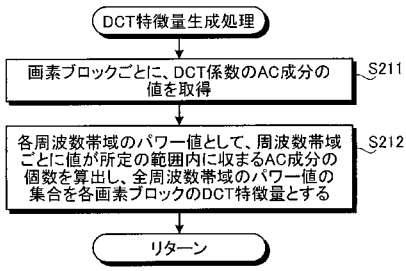 DCT特徴量生成処理
S211
画素ブロックごとに、DCT係数のAC成分の
値を取得
S212
各周波数帯域のパワー値として、周波数帯域
ごとに値が所定の範囲内に収まるAC成分の
個数を算出し、全周波数帯域のパワー値の
集合を各画素ブロックのDCT特徴量とする
リターン